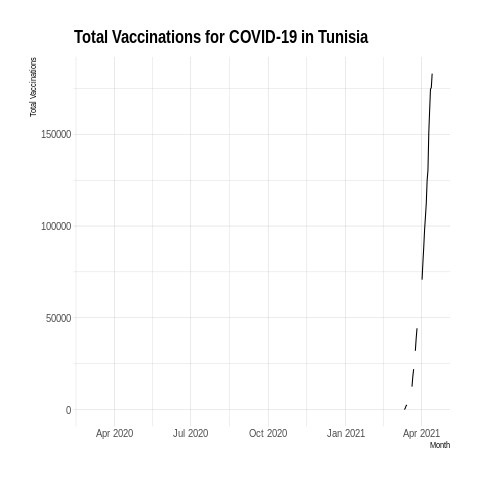 Total Vaccinations for COVID-19 in Tunisia
Total Vaccinations
150000
100000
50000
0
Apr 2020 Jul 2020 Oct 2020 Jan 2021 Apr 2021
Month